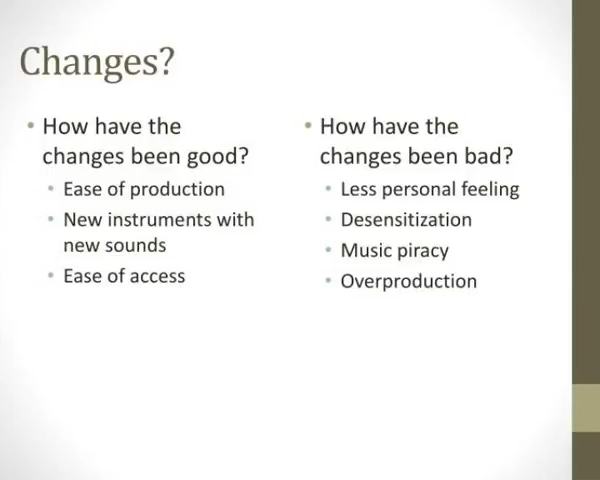 Changes?
• How have the
changes been good?
• Ease of production
• New instruments with
new sounds
• Ease of access
• How have the
changes been bad?
• Less personal feeling
• Desensitization
• Music piracy
• Overproduction